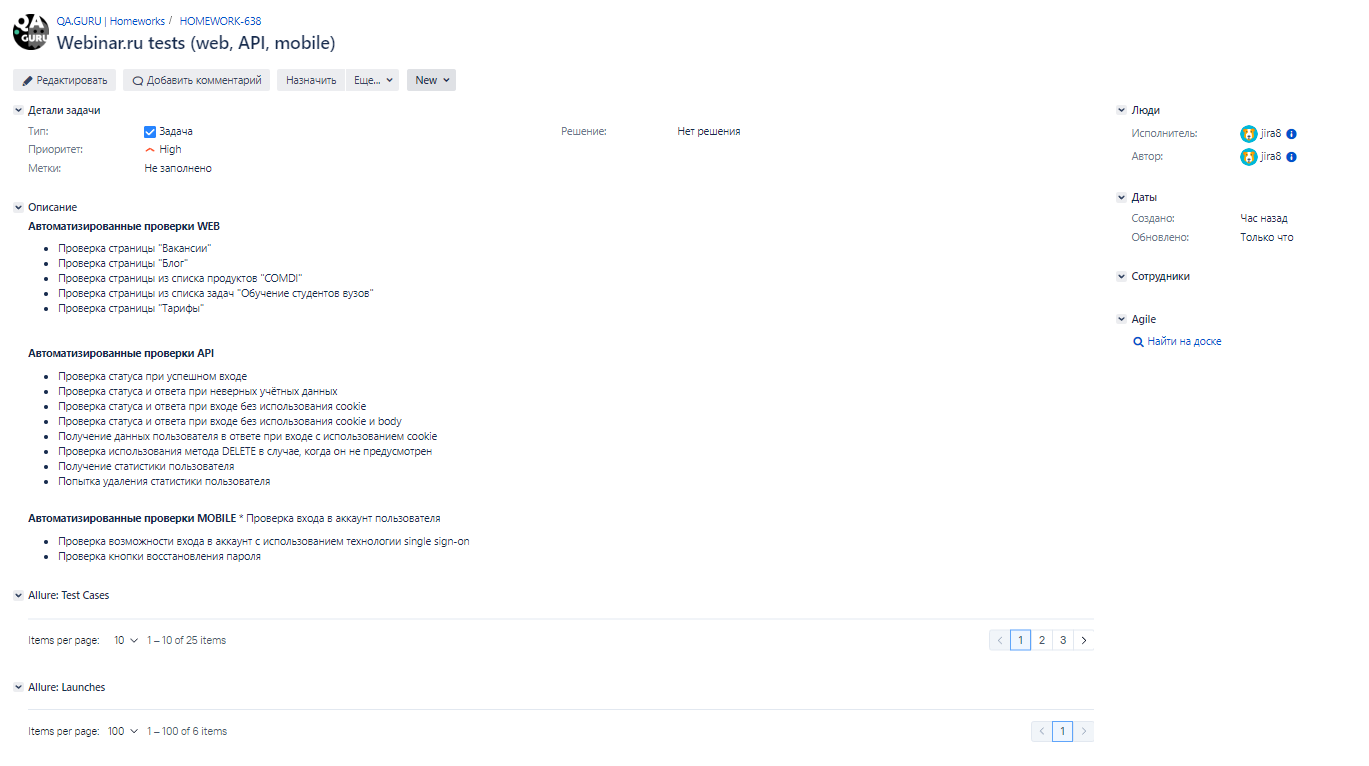 QA
GURU
QA.GURU | Homeworks / HOMEWORK-638
Webinar.ru tests (web, API, mobile)
Редактировать Добавить комментарий Назначить Еще... New
Детали задачи
Тип: Задача Решение: Нет решения
Приоритет: High
Метки: Не заполнено
Описание
Автоматизированные проверки WEB
• Проверка страницы "Вакансии"
• Проверка страницы "Блог"
• Проверка страницы из списка продуктов "COMDI"
• Проверка страницы из списка задач "Обучение студентов вузов"
• Проверка страницы "Тарифы"
Автоматизированные проверки API
• Проверка статуса при успешном входе
• Проверка статуса и ответа при неверных учётных данных
• Проверка статуса и ответа при входе без использования cookie
• Проверка статуса и ответа при входе без использования cookie и body
• Получение данных пользователя в ответе при входе с использованием cookie
• Проверка использования метода DELETE в случае, когда он не предусмотрен
• Получение статистики пользователя
• Попытка удаления статистики пользователя
Автоматизированные проверки MOBILE * Проверка входа в аккаунт пользователя
• Проверка возможности входа в аккаунт с использованием технологии single sign-on
• Проверка кнопки восстановления пароля
Allure: Test Cases
Items per page: 10 1 – 10 of 25 items 1 2 3
Allure: Launches
Items per page: 100 1 – 100 of 6 items 1
Люди
Исполнитель: jira8
Автор: jira8
Даты
Создано: Час назад
Обновлено: Только что
Сотрудники
Agile
Найти на доске